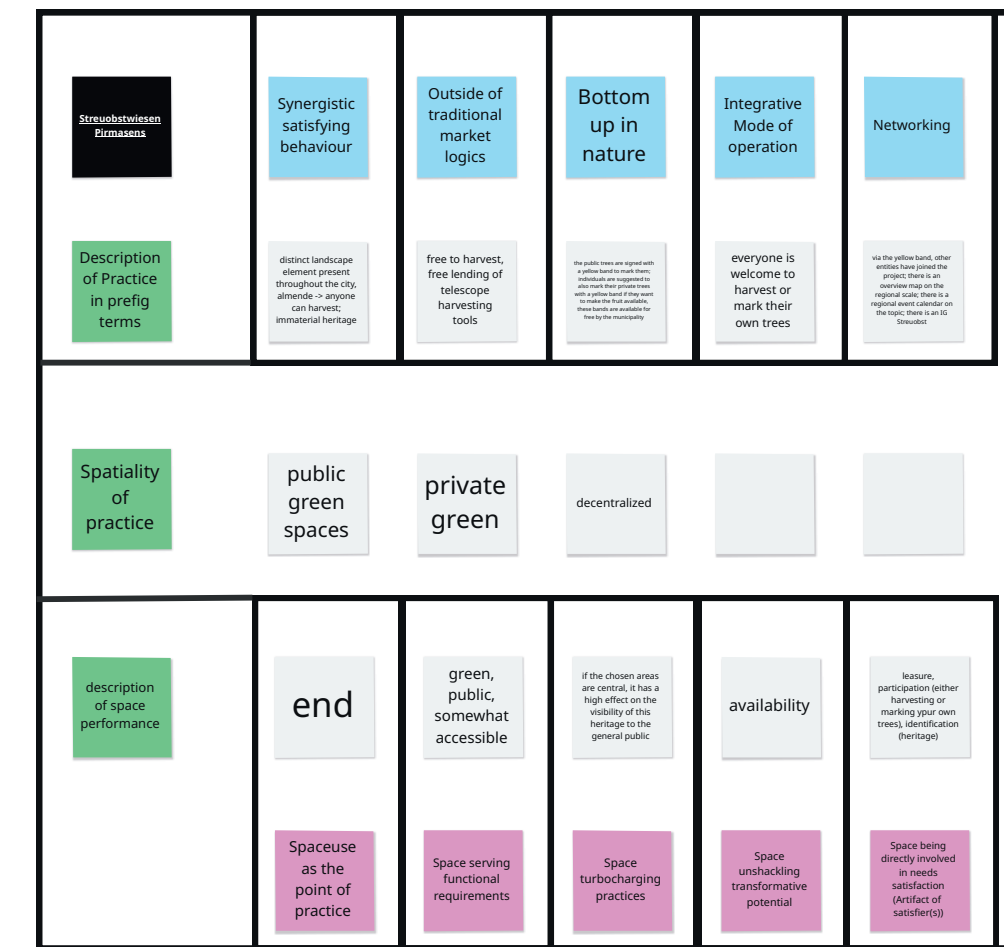 Streuobstwiesen
Pirmasens
Synergistic
satisfying
behaviour
Outside of
traditional
market
logics
Bottom
up in
nature
Integrative
Mode of
operation
Networking
Description
of Practice
in prefig
terms
distinct landscape
element present
throughout the city,
almende -> anyone
can harvest;
immaterial heritage
free to harvest,
free lending of
telescope
harvesting
tools
the public trees are signed with
a yellow band to mark them;
individuals are suggested to
also mark their private trees
with a yellow band if they want
to make the fruit available,
these bands are available for
free by the municipality
everyone is
welcome to
harvest or
mark their
own trees
via the yellow band, other
entities have joined the
project; there is an
overview map on the
regional scale; there is a
regional event calendar on
the topic; there is an IG
Streuobst
Spatiality
of
practice
public
green
spaces
private
green
decentralized
description
of space
performance
end
green,
public,
somewhat
accessible
if the chosen areas
are central, it has a
high effect on the
visibility of this
heritage to the
general public
availability
leasure,
participation (either
harvesting or
marking ypur own
trees), identification
(heritage)
Spaceuse
as the
point of
practice
Space serving
functional
requirements
Space
turbocharging
practices
Space
unshackling
transformative
potential
Space being
directly involved
in needs
satisfaction
(Artifact of
satisfier(s))